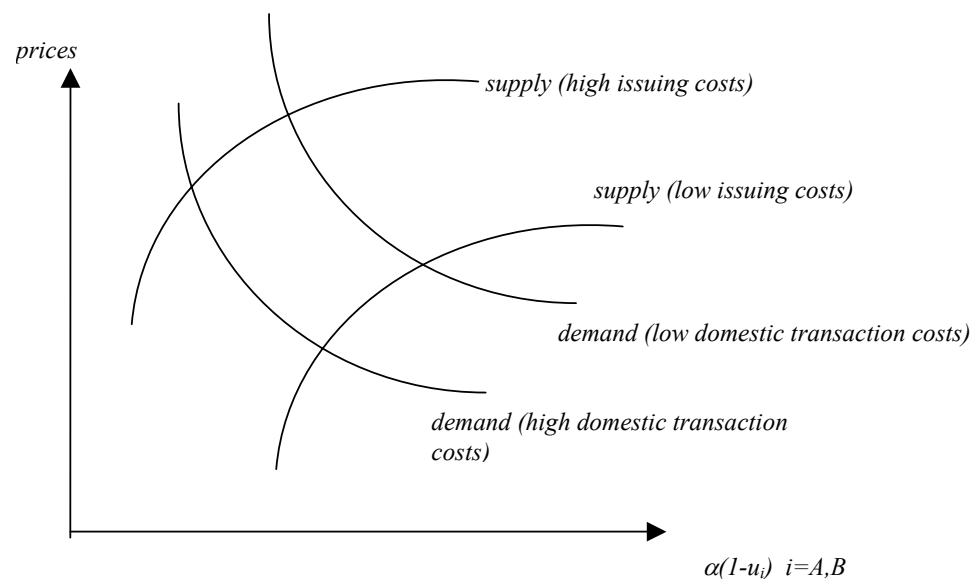 prices
supply (high issuing costs)
supply (low issuing costs)
demand (low domestic transaction costs)
demand (high domestic transaction
costs)
α(1-uᵢ) i=A,B